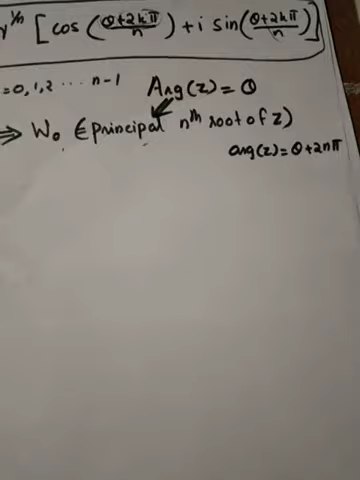 r^1/n [cos (θ+2kπ/n) + i sin(θ+2kπ/n)]
=0,1,2 ... n-1 Arg(z)=θ
⇒ W₀ ∈ principal nth root of z)
arg(z)=θ+2nπ